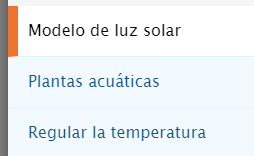 Modelo de luz solar
Plantas acuáticas
Regular la temperatura